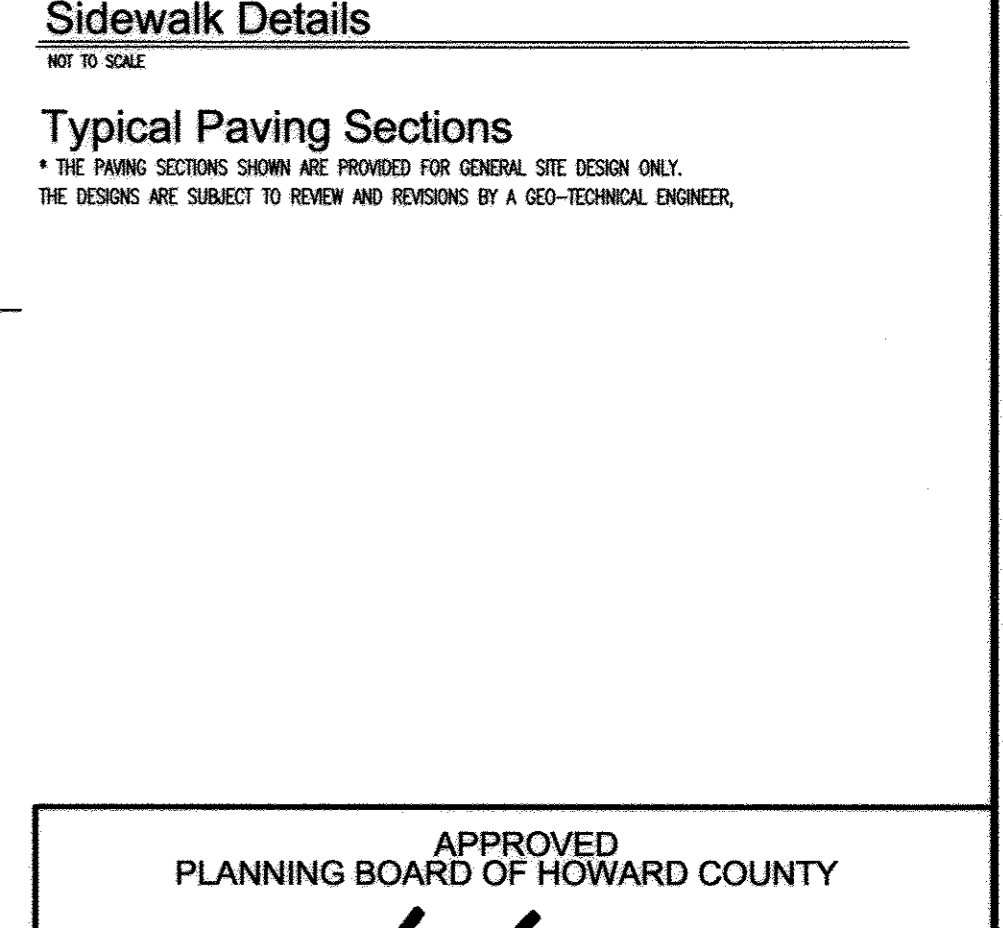 Sidewalk Details
NOT TO SCALE
Typical Paving Sections
* THE PAVING SECTIONS SHOWN ARE PROVIDED FOR GENERAL SITE DESIGN ONLY.
THE DESIGNS ARE SUBJECT TO REVIEW AND REVISIONS BY A GEO-TECHNICAL ENGINEER,
APPROVED
PLANNING BOARD OF HOWARD COUNTY